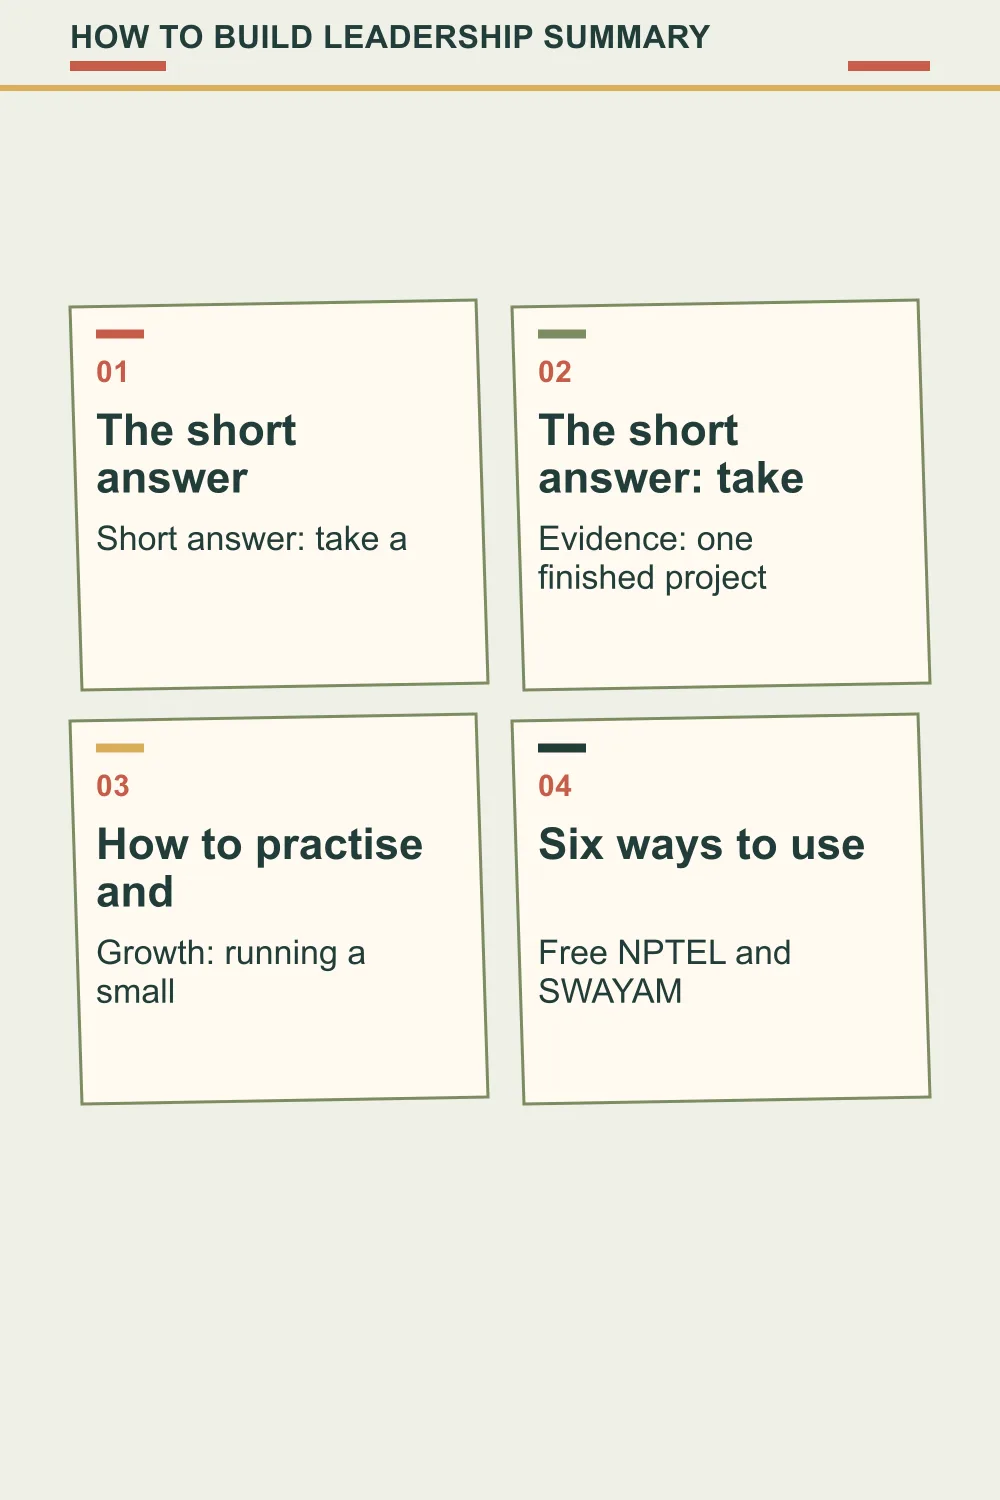 HOW TO BUILD LEADERSHIP SUMMARY
01
The short
answer
Short answer: take a
02
The short
answer: take
Evidence: one
finished project
03
How to practise
and
Growth: running a
small
04
Six ways to use
Free NPTEL and
SWAYAM